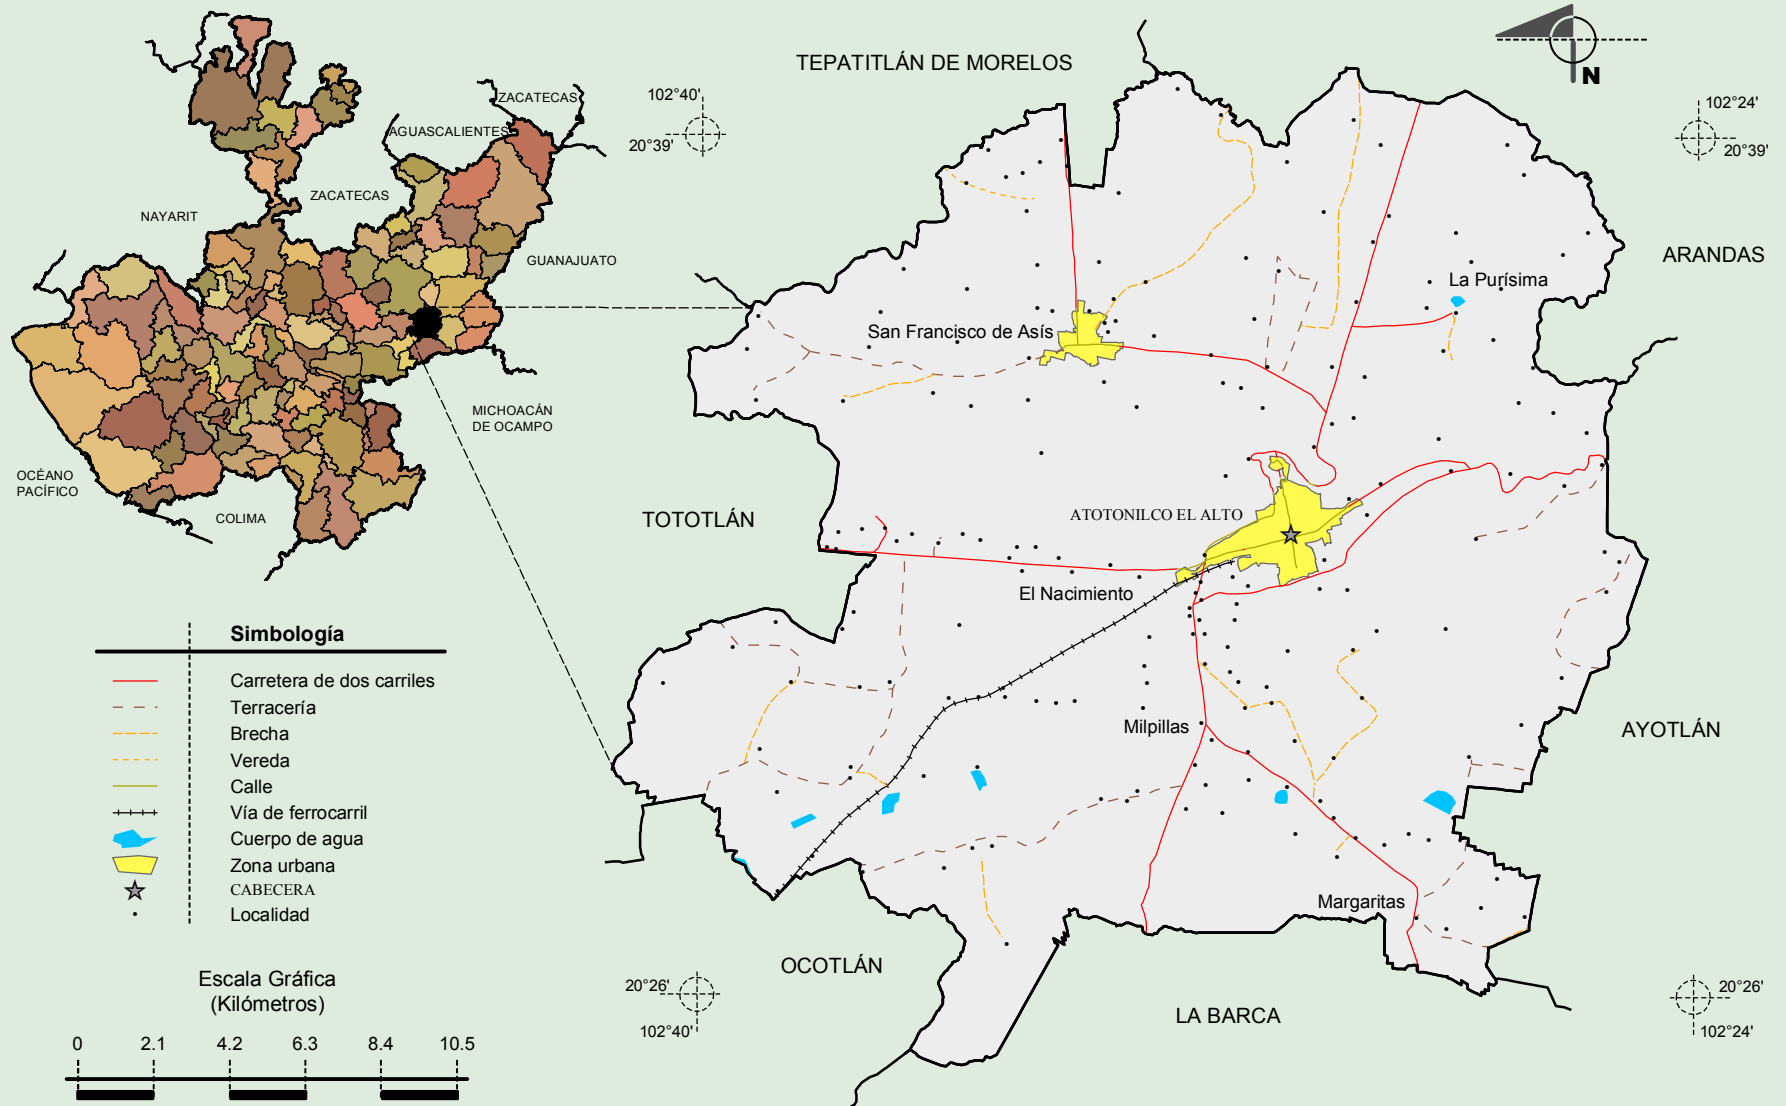 ZACATECAS
AGUASCALIENTES
ZACATECAS
NAYARIT
GUANAJUATO
MICHOACÁN
DE OCAMPO
OCÉANO
PACÍFICO
COLIMA
TEPATITLÁN DE MORELOS
N
102°40'
20°39'
102°24'
20°39'
ARANDAS
La Purísima
San Francisco de Asís
TOTOTLÁN
ATOTONILCO EL ALTO
El Nacimiento
Milpillas
AYOTLÁN
Margaritas
OCOTLÁN
LA BARCA
20°26'
102°40'
20°26'
102°24'
Simbología
Carretera de dos carriles
Terracería
Brecha
Vereda
Calle
Vía de ferrocarril
Cuerpo de agua
Zona urbana
CABECERA
Localidad
Escala Gráfica
(Kilómetros)
0 2.1 4.2 6.3 8.4 10.5